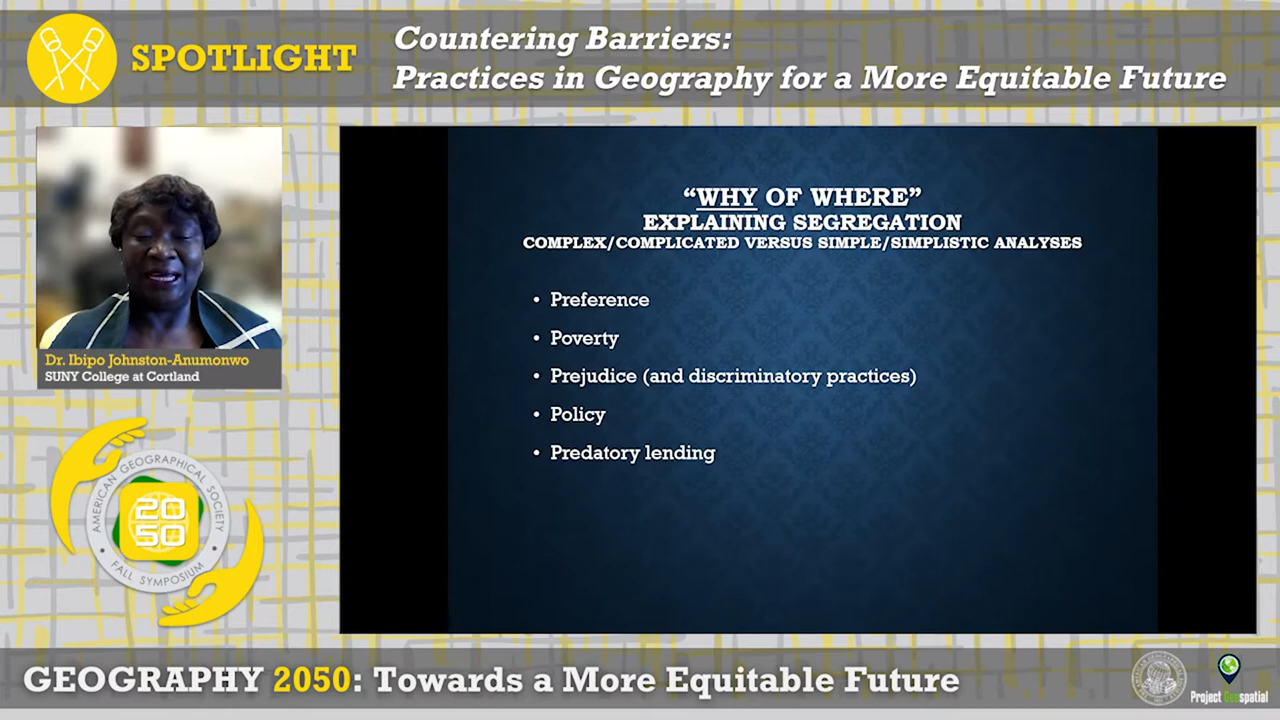 SPOTLIGHT
Countering Barriers:
Practices in Geography for a More Equitable Future
“WHY OF WHERE”
EXPLAINING SEGREGATION
COMPLEX/COMPLICATED VERSUS SIMPLE/SIMPLISTIC ANALYSES
• Preference
• Poverty
• Prejudice (and discriminatory practices)
• Policy
• Predatory lending
Dr. Ibipo Johnston-Anumonwo
SUNY College at Cortland
AMERICAN GEOGRAPHICAL SOCIETY
20
50
• FALL SYMPOSIUM •
GEOGRAPHY 2050: Towards a More Equitable Future
Project Geospatial